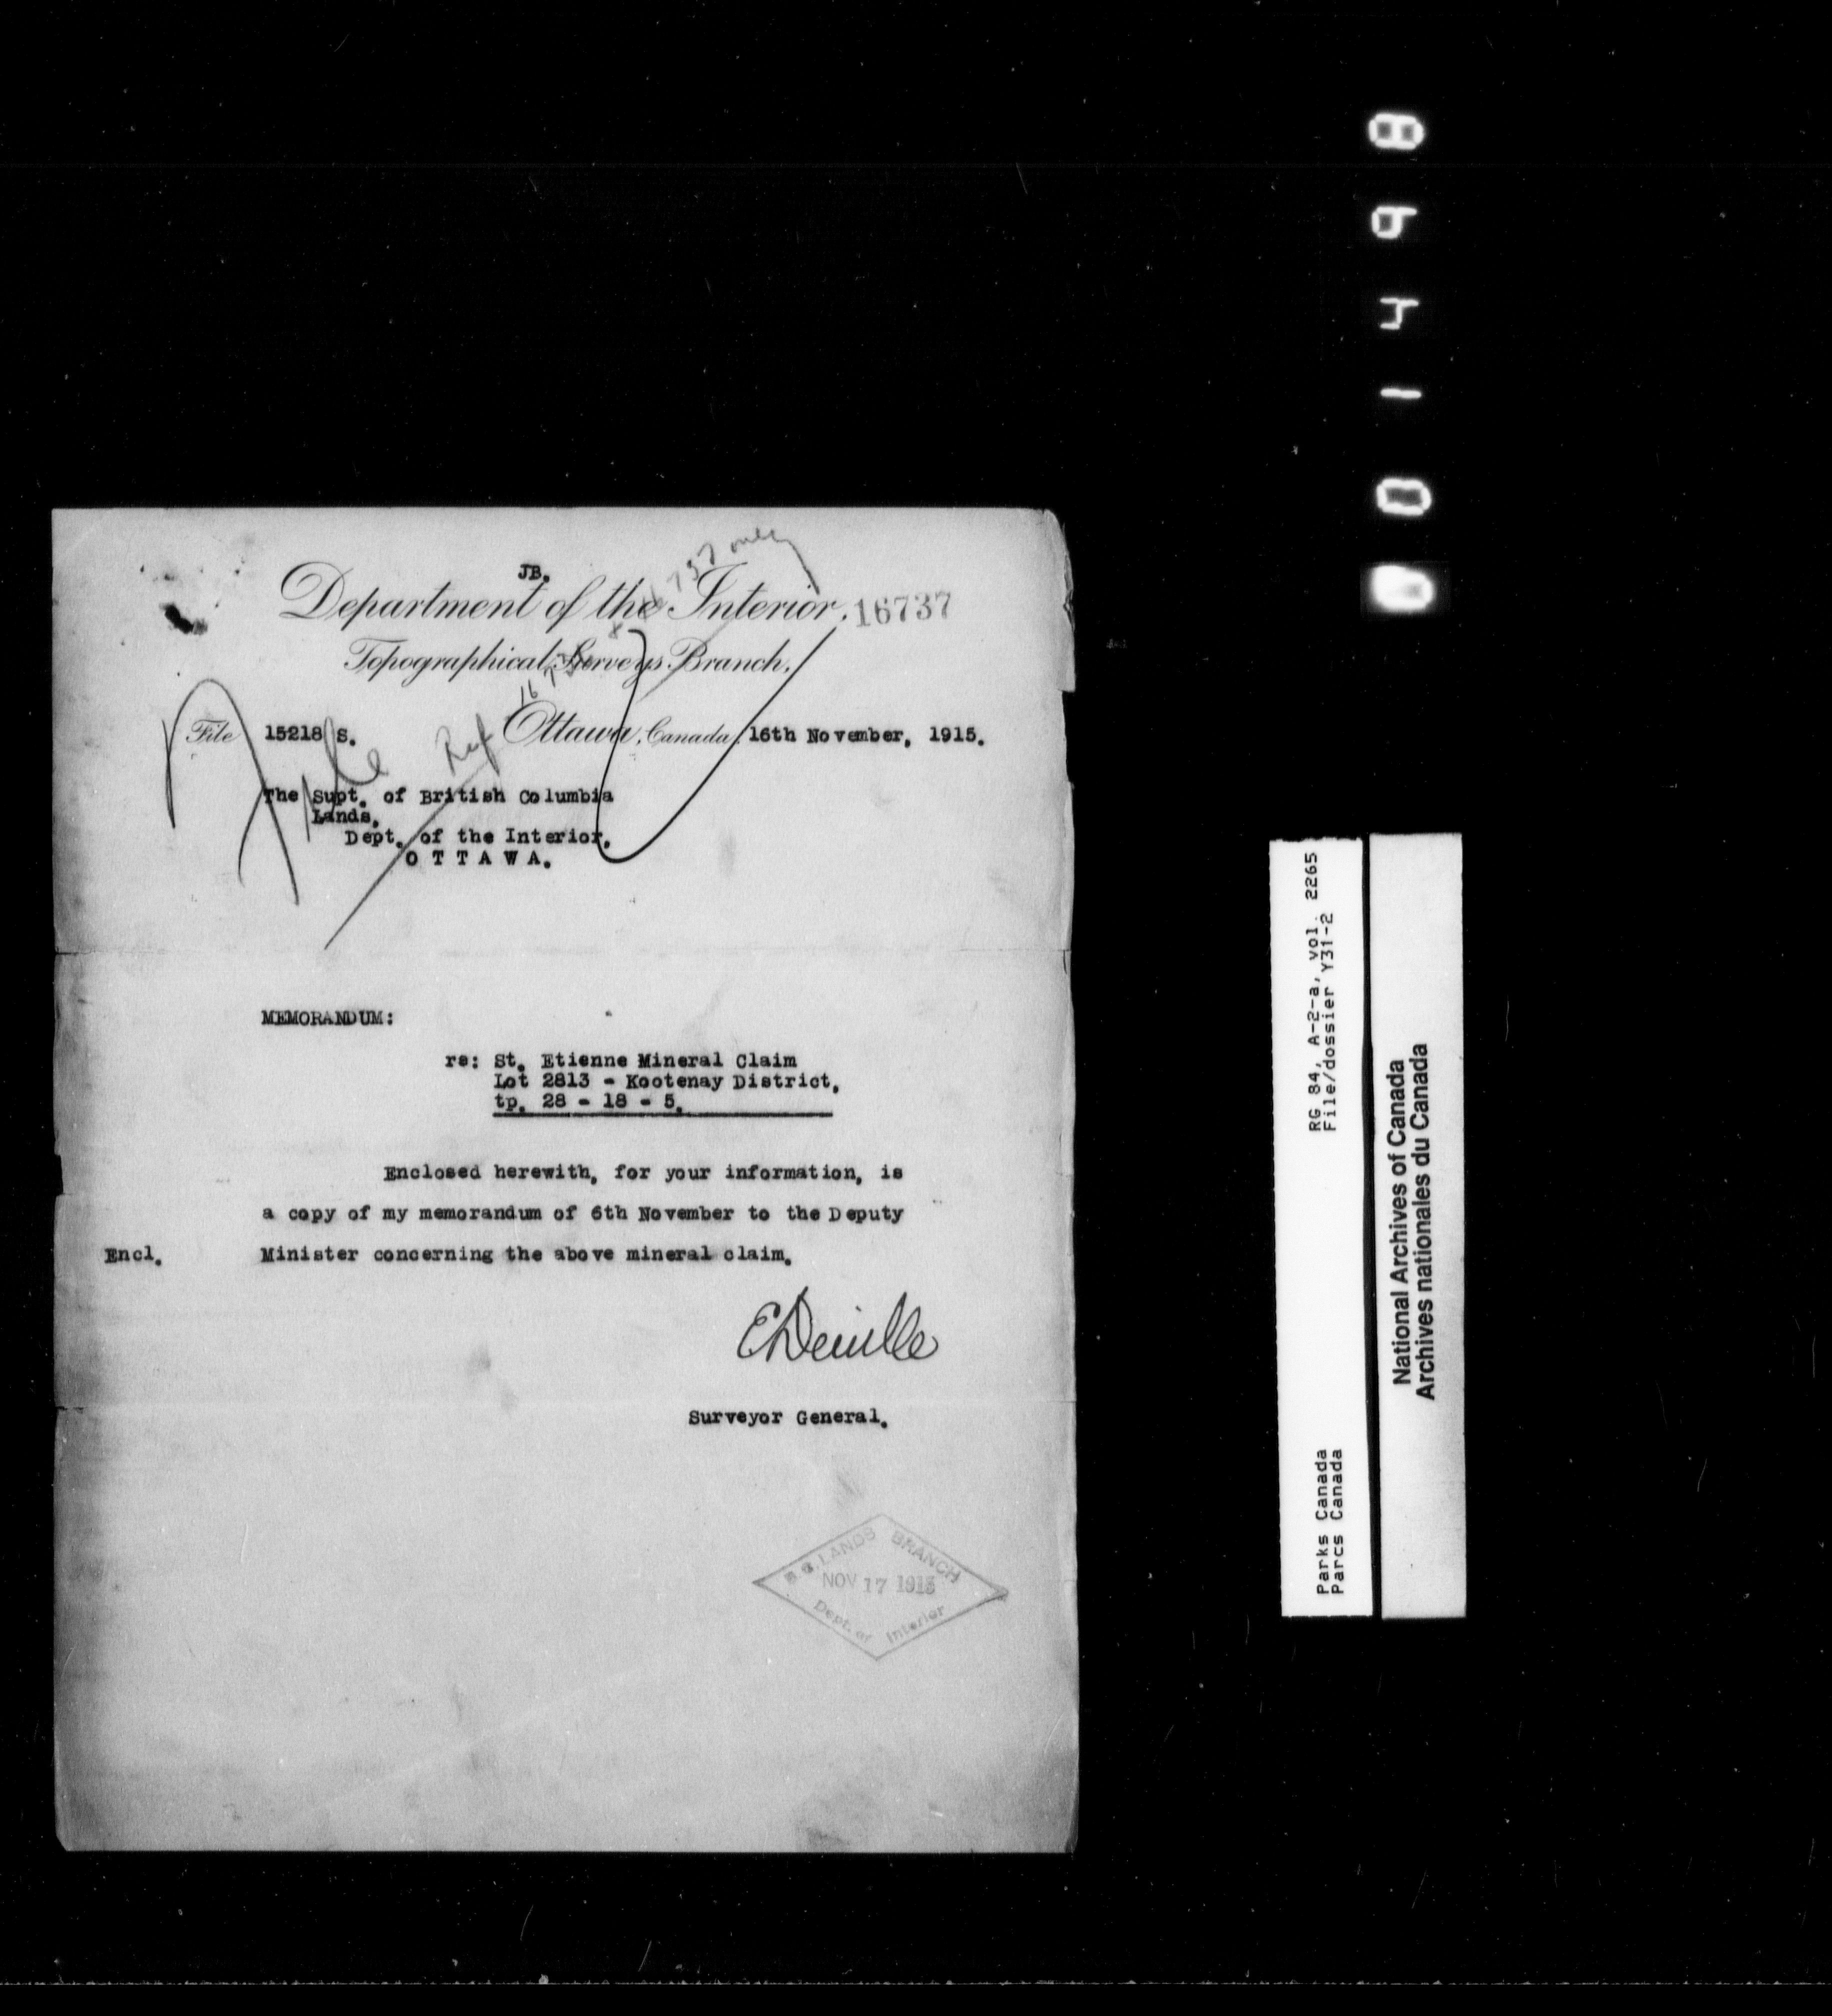 JB.
Department of the Interior.
16737
Topographical Surveys Branch,
File 15218 S.
Ottawa, Canada, 16th November, 1915.
Ref
The Supt. of British Columbia
Lands,
Dept. of the Interior,
OTTAWA.
MEMORANDUM:
re: St. Etienne Mineral Claim
Lot 2813 - Kootenay District,
tp. 28 - 18 - 5.
Enclosed herewith, for your information, is
a copy of my memorandum of 6th November to the Deputy
Encl. Minister concerning the above mineral claim.
EDeville
Surveyor General.
B.C. LANDS BRANCH
NOV 17 1915
Dept. of Interior
RG 84, A-2-a, vol. 2265
File/dossier Y31-2
Parks Canada
Parcs Canada
National Archives of Canada
Archives nationales du Canada